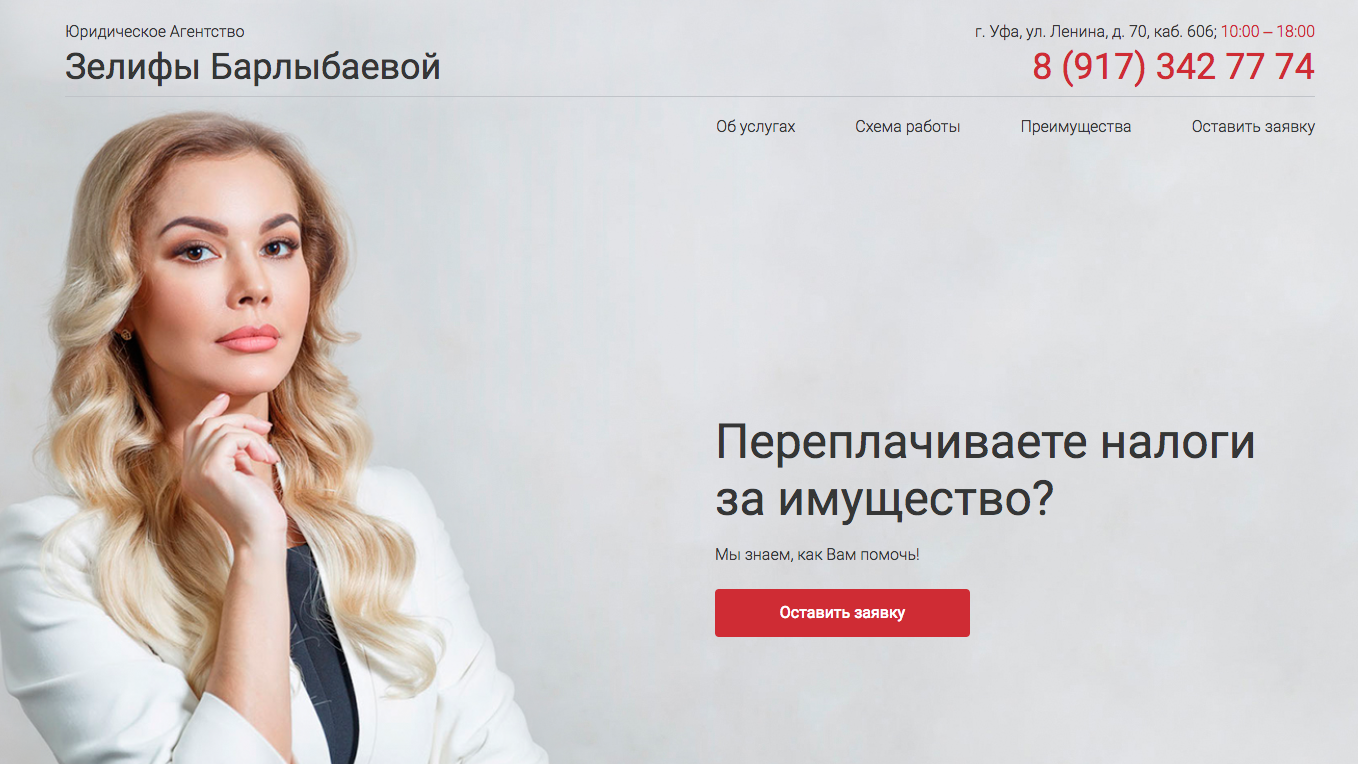 Юридическое Агентство
Зелифы Барлыбаевой
г. Уфа, ул. Ленина, д. 70, каб. 606; 10:00 – 18:00
8 (917) 342 77 74
Об услугах
Схема работы
Преимущества
Оставить заявку
Переплачиваете налоги
за имущество?
Мы знаем, как Вам помочь!
Оставить заявку